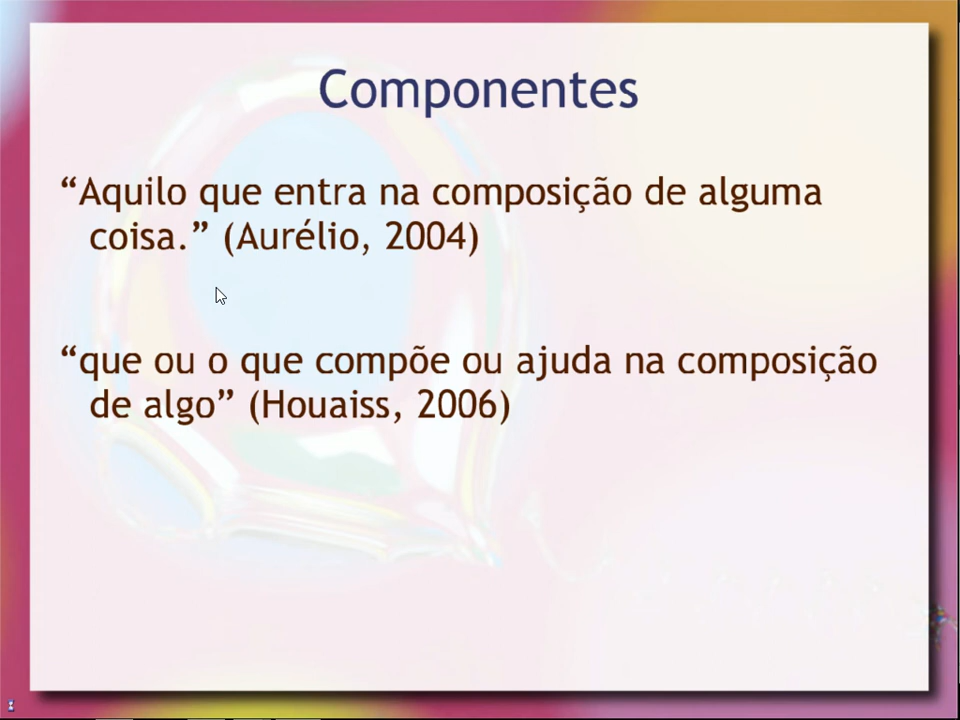 Componentes
“Aquilo que entra na composição de alguma
coisa.” (Aurélio, 2004)
“que ou o que compõe ou ajuda na composição
de algo” (Houaiss, 2006)